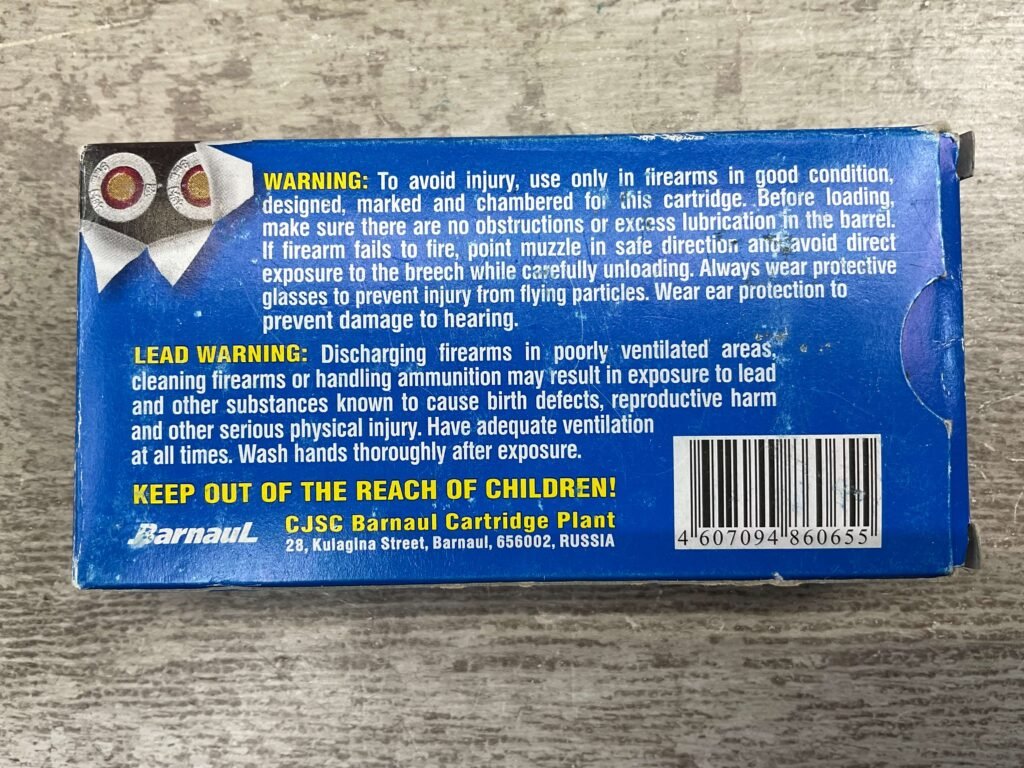 WARNING: To avoid injury, use only in firearms in good condition,
designed, marked and chambered for this cartridge. Before loading,
make sure there are no obstructions or excess lubrication in the barrel.
If firearm fails to fire, point muzzle in safe direction and avoid direct
exposure to the breech while carefully unloading. Always wear protective
glasses to prevent injury from flying particles. Wear ear protection to
prevent damage to hearing.
LEAD WARNING: Discharging firearms in poorly ventilated areas,
cleaning firearms or handling ammunition may result in exposure to lead
and other substances known to cause birth defects, reproductive harm
and other serious physical injury. Have adequate ventilation
at all times. Wash hands thoroughly after exposure.
KEEP OUT OF THE REACH OF CHILDREN!
BarnauL
CJSC Barnaul Cartridge Plant
28, Kulagina Street, Barnaul, 656002, RUSSIA
4 607094 860655